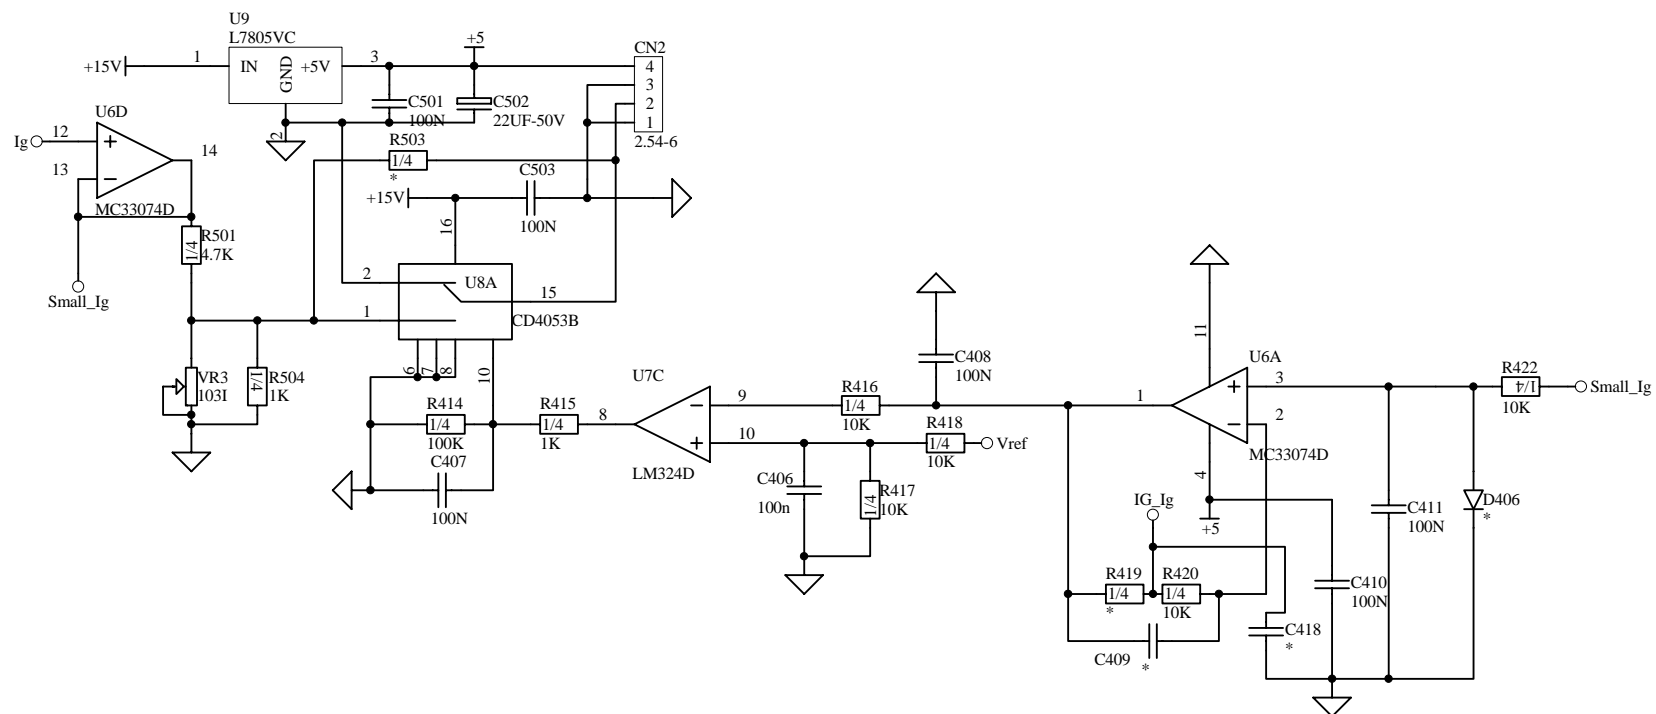 U9
L7805VC
+15V
1
IN
GND
+5V
3
2
+5
CN2
4
3
2
1
2.54-6
C501
100N
C502
22UF-50V
U6D
Ig
12
13
14
MC33074D
R503
1/4
*
C503
100N
+15V
16
R501
1/4
4.7K
Small_Ig
2
U8A
15
1
CD4053B
6
7
8
10
VR3
103I
R504
1/4
1K
R414
1/4
100K
C407
100N
R415
1/4
1K
8
U7C
9
10
LM324D
R416
1/4
10K
C408
100N
R418
1/4
10K
Vref
C406
100n
R417
1/4
10K
11
U6A
1
3
2
4
MC33074D
+5
R422
1/4
10K
Small_Ig
IG_Ig
R419
1/4
*
R420
1/4
10K
C409
*
C418
*
C410
100N
C411
100N
D406
*